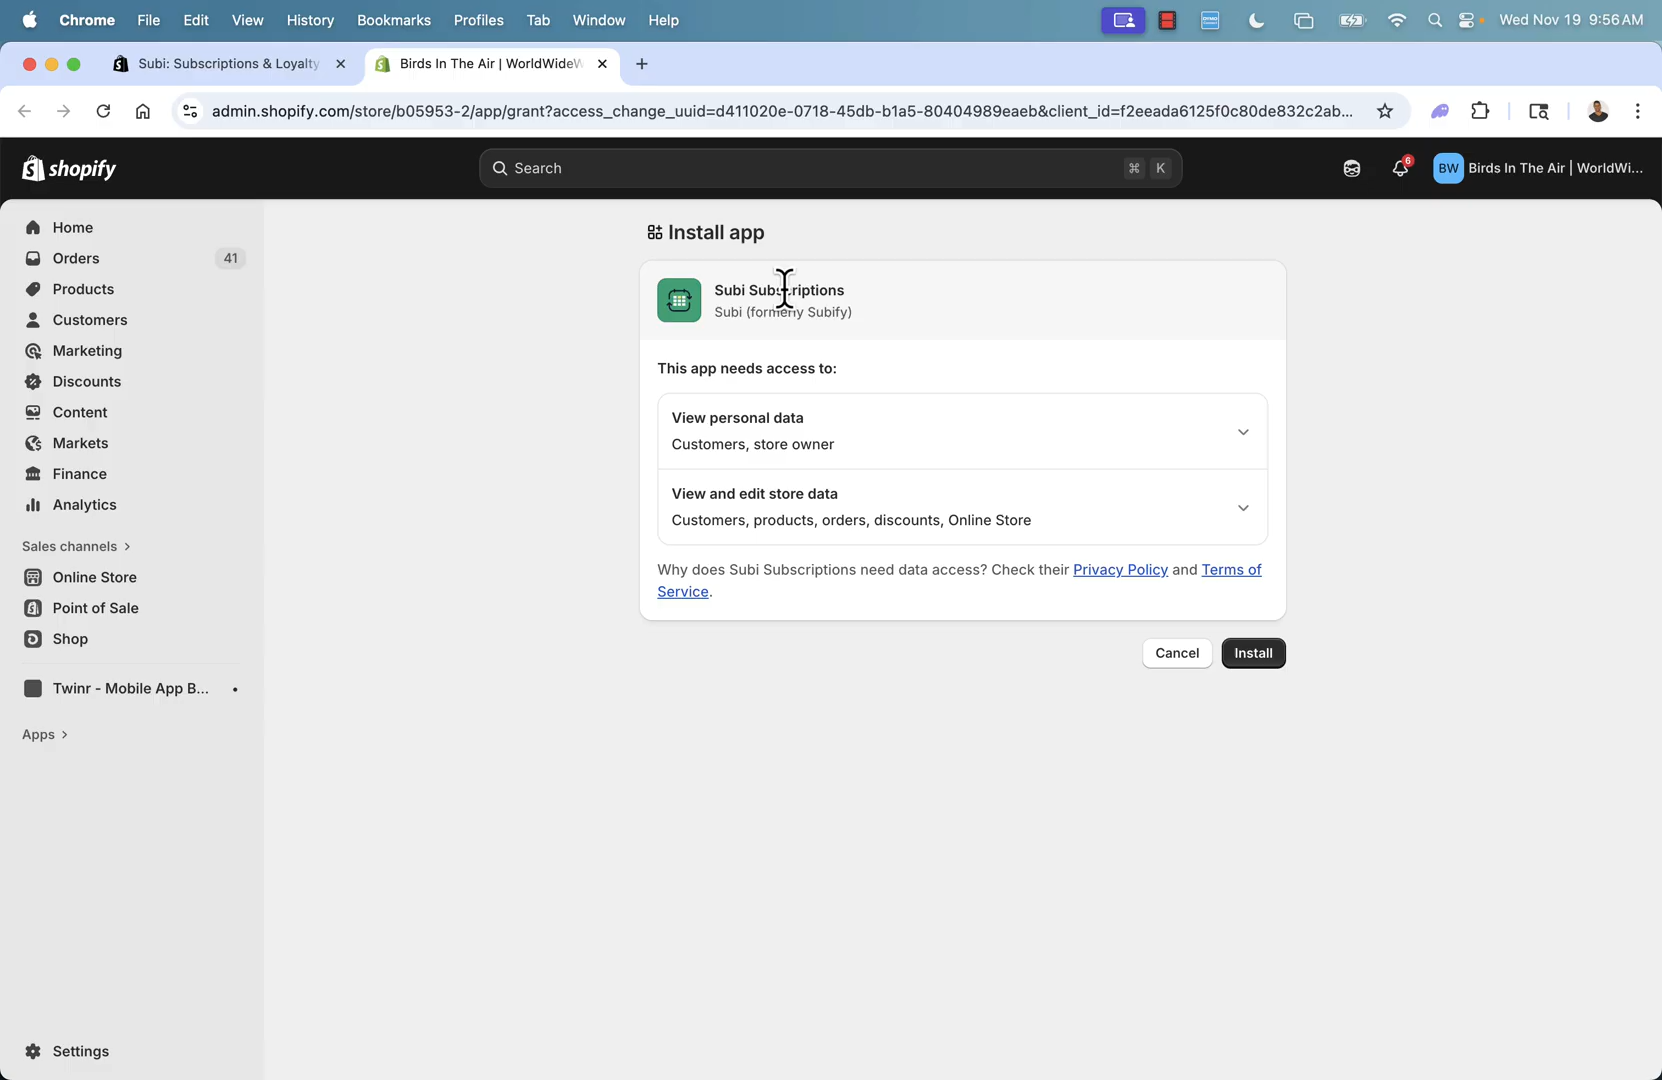 Chrome File Edit View History Bookmarks Profiles Tab Window Help Wed Nov 19 9:56 AM
Subi: Subscriptions & Loyalty Birds In The Air | WorldWideW
admin.shopify.com/store/b05953-2/app/grant?access_change_uuid=d411020e-0718-45db-b1a5-80404989eaeb&client_id=f2eeada6125f0c80de832c2ab...
shopify Search ⌘ K 6 BW Birds In The Air | WorldWi...
Home
Orders 41
Products
Customers
Marketing
Discounts
Content
Markets
Finance
Analytics
Sales channels
Online Store
Point of Sale
Shop
Twinr - Mobile App B...
Apps
Settings
Install app
Subi Subscriptions
Subi (formerly Subify)
This app needs access to:
View personal data
Customers, store owner
View and edit store data
Customers, products, orders, discounts, Online Store
Why does Subi Subscriptions need data access? Check their Privacy Policy and Terms of
Service.
Cancel Install